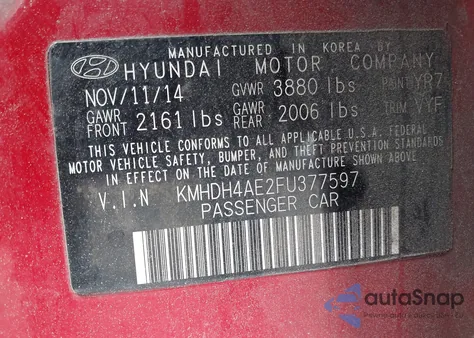 MANUFACTURED IN KOREA BY
HYUNDAI MOTOR COMPANY
NOV/11/14 GVWR 3880 lbs PAINT YR7
GAWR FRONT 2161 lbs GAWR REAR 2006 lbs TRIM VYF
THIS VEHICLE CONFORMS TO ALL APPLICABLE U.S. FEDERAL
MOTOR VEHICLE SAFETY, BUMPER, AND THEFT PREVENTION STANDARDS
IN EFFECT ON THE DATE OF MANUFACTURE SHOWN ABOVE.
V.I.N KMHDH4AE2FU377597
PASSENGER CAR
autoSnap